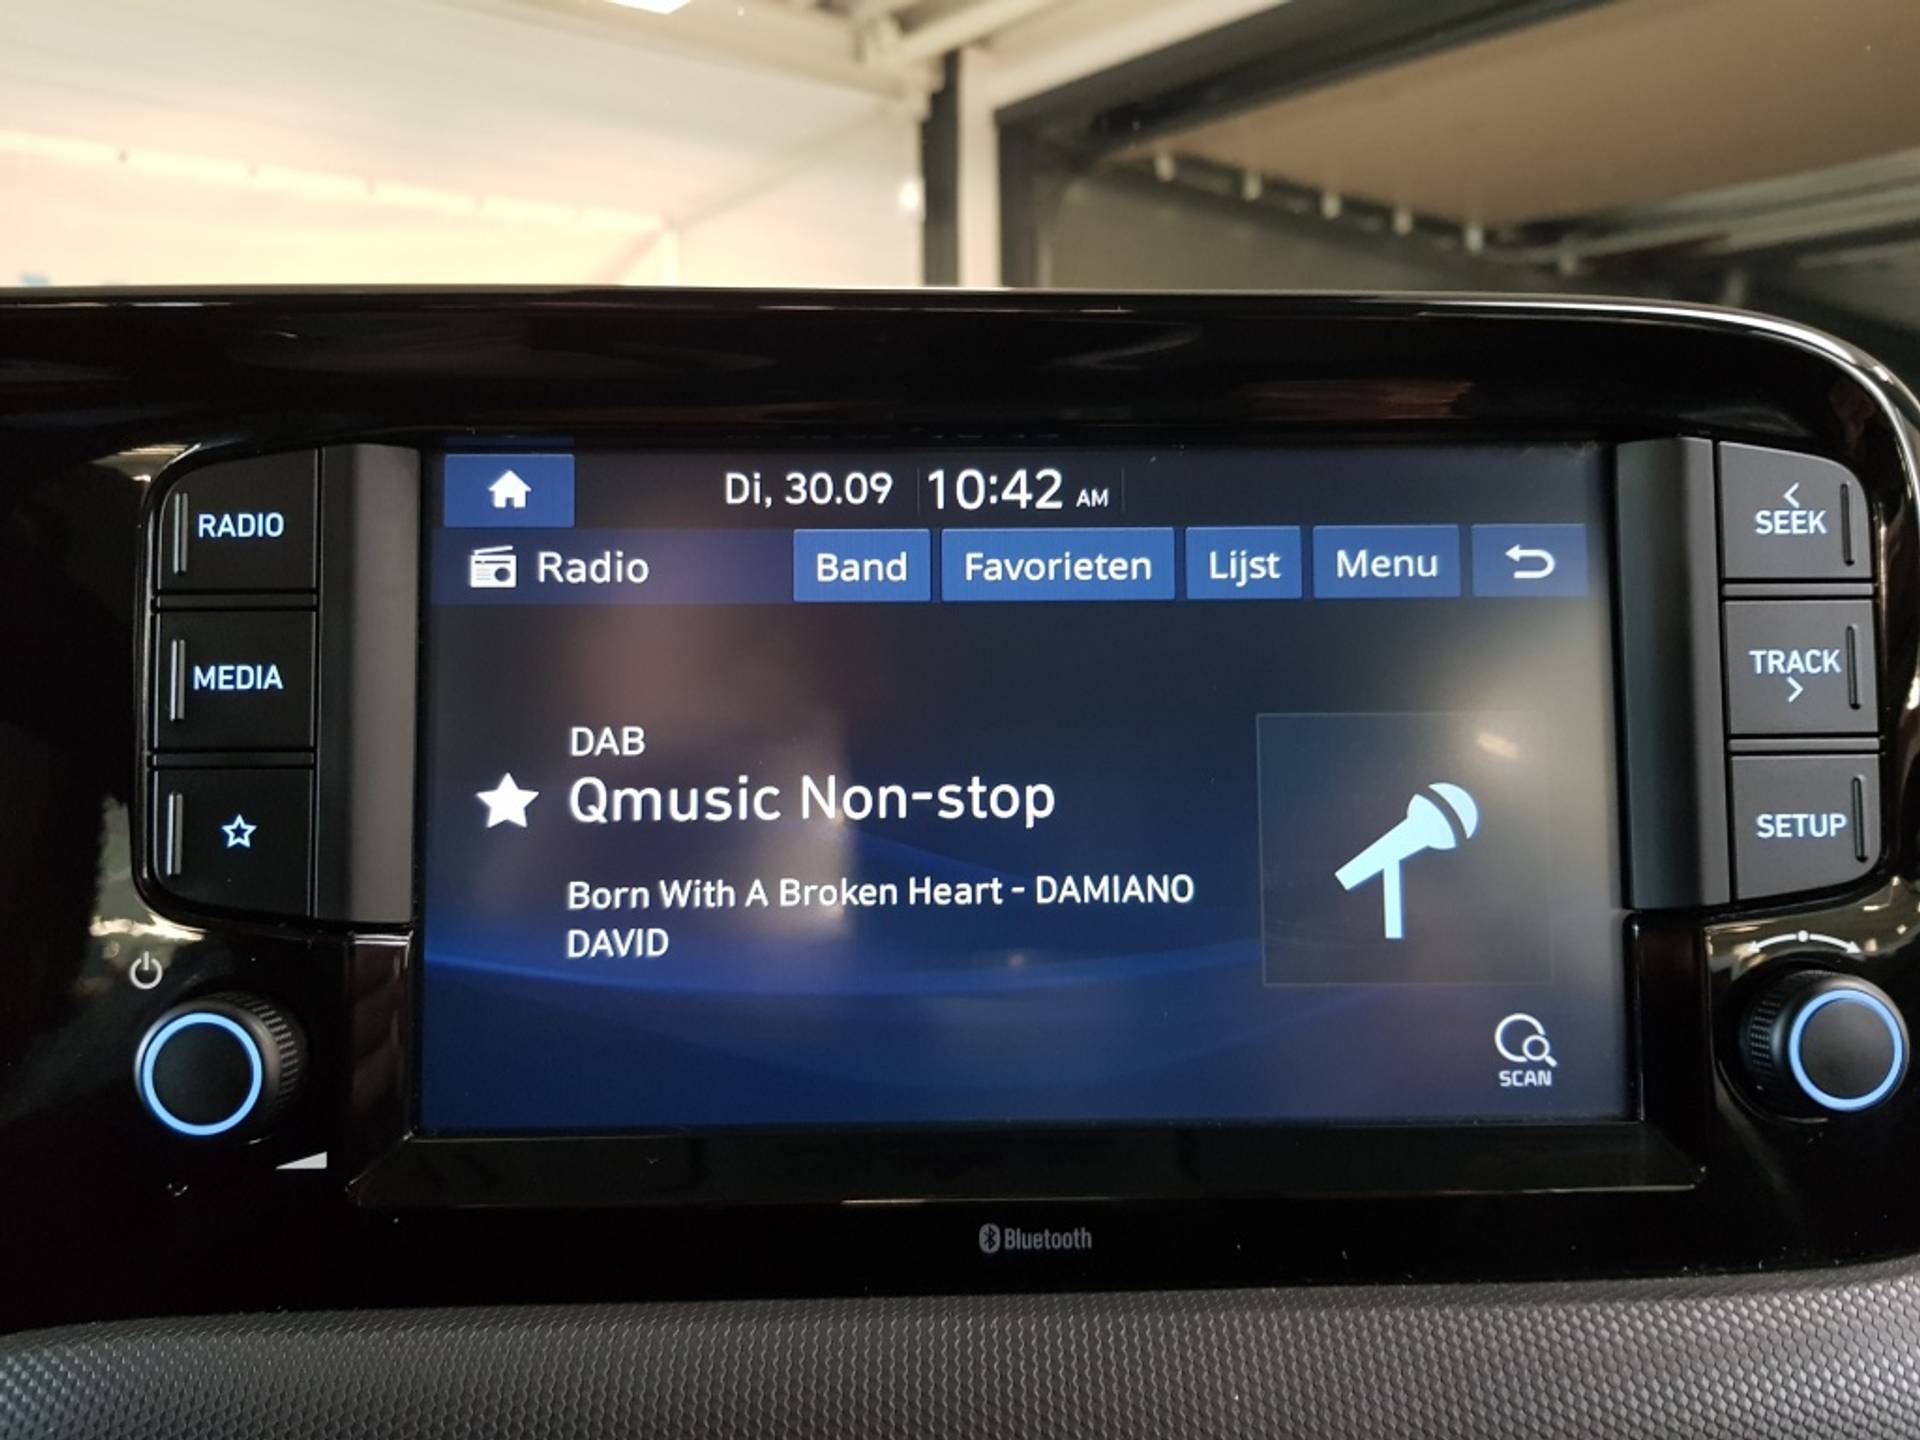 Di, 30.09 10:42 AM
Radio Band Favorieten Lijst Menu
RADIO
MEDIA
DAB
Qmusic Non-stop
Born With A Broken Heart - DAMIANO
DAVID
SCAN
SEEK
TRACK
SETUP
Bluetooth